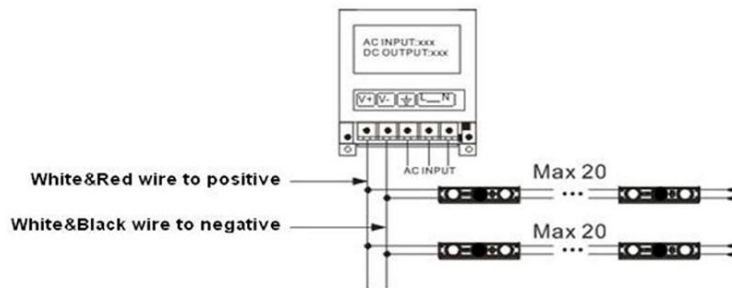 AC INPUT:xxx
DC OUTPUT:xxx
V+ V- L N
AC INPUT
White&Red wire to positive
Max 20
White&Black wire to negative
Max 20